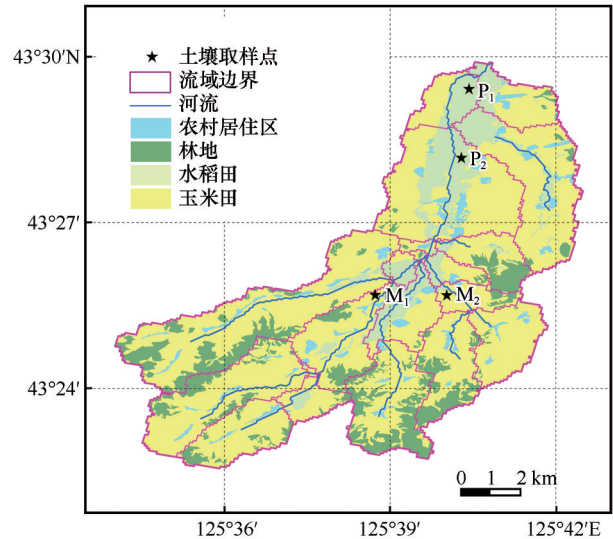 43°30′N
★ 土壤取样点
流域边界
河流
农村居住区
林地
水稻田
玉米田
P₁
P₂
43°27′
M₁
M₂
43°24′
0 1 2 km
125°36′
125°39′
125°42′E